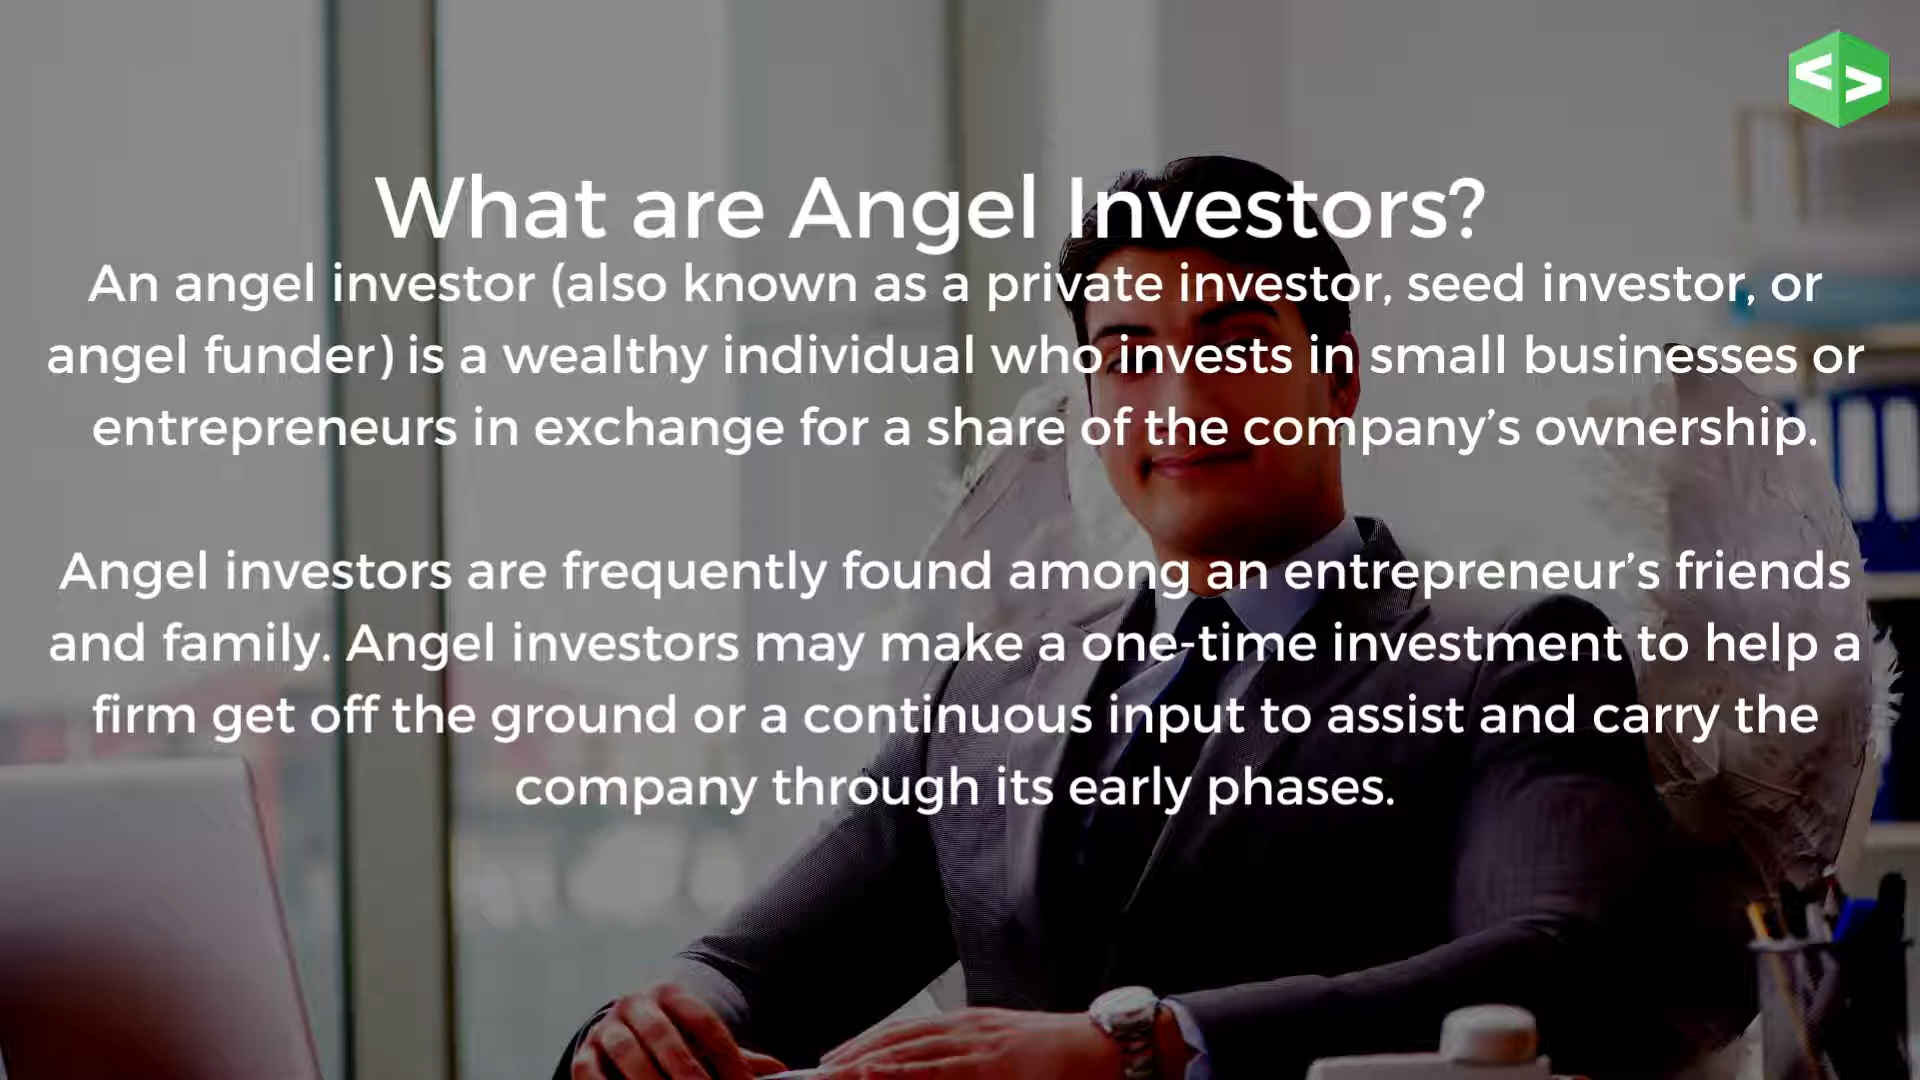 What are Angel Investors?
An angel investor (also known as a private investor, seed investor, or
angel funder) is a wealthy individual who invests in small businesses or
entrepreneurs in exchange for a share of the company’s ownership.
Angel investors are frequently found among an entrepreneur’s friends
and family. Angel investors may make a one-time investment to help a
firm get off the ground or a continuous input to assist and carry the
company through its early phases.